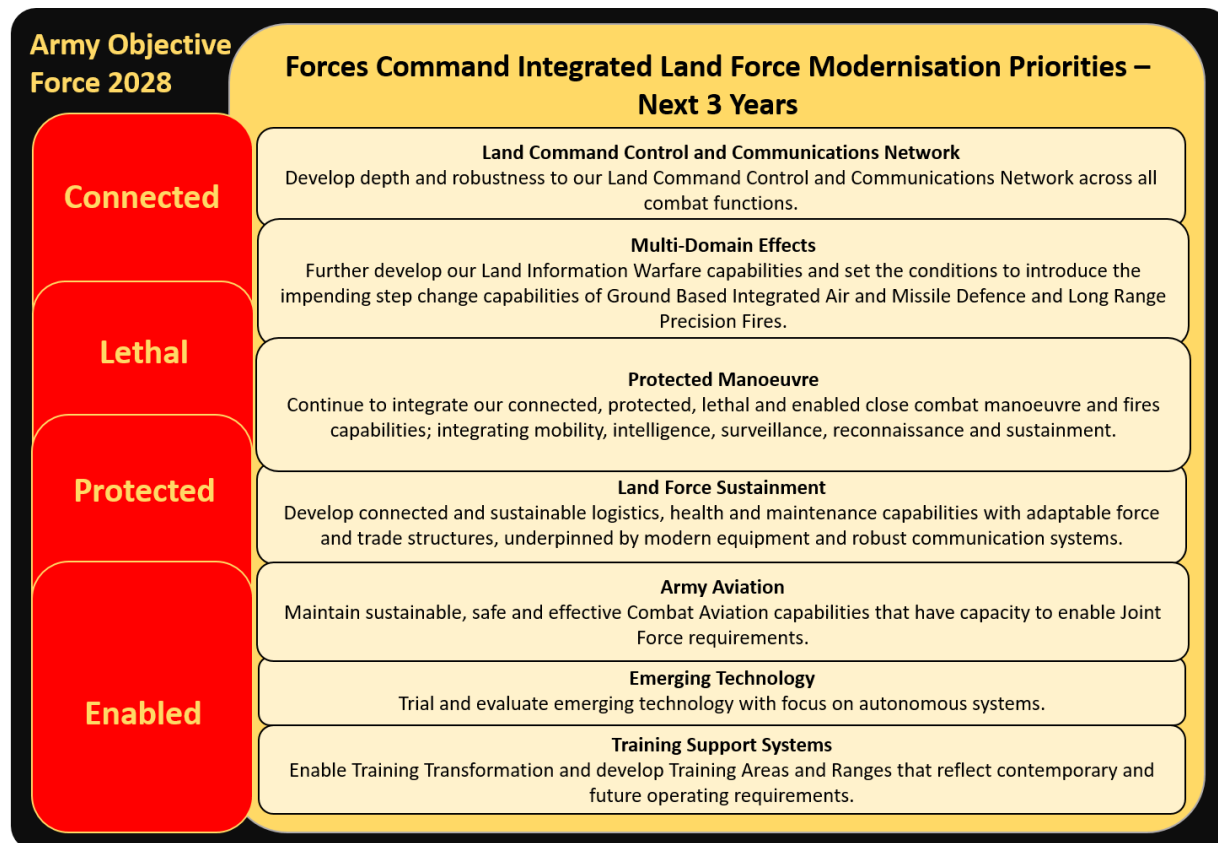 Army Objective
Force 2028
Forces Command Integrated Land Force Modernisation Priorities –
Next 3 Years
Connected
Lethal
Protected
Enabled
Land Command Control and Communications Network
Develop depth and robustness to our Land Command Control and Communications Network across all
combat functions.
Multi-Domain Effects
Further develop our Land Information Warfare capabilities and set the conditions to introduce the
impending step change capabilities of Ground Based Integrated Air and Missile Defence and Long Range
Precision Fires.
Protected Manoeuvre
Continue to integrate our connected, protected, lethal and enabled close combat manoeuvre and fires
capabilities; integrating mobility, intelligence, surveillance, reconnaissance and sustainment.
Land Force Sustainment
Develop connected and sustainable logistics, health and maintenance capabilities with adaptable force
and trade structures, underpinned by modern equipment and robust communication systems.
Army Aviation
Maintain sustainable, safe and effective Combat Aviation capabilities that have capacity to enable Joint
Force requirements.
Emerging Technology
Trial and evaluate emerging technology with focus on autonomous systems.
Training Support Systems
Enable Training Transformation and develop Training Areas and Ranges that reflect contemporary and
future operating requirements.